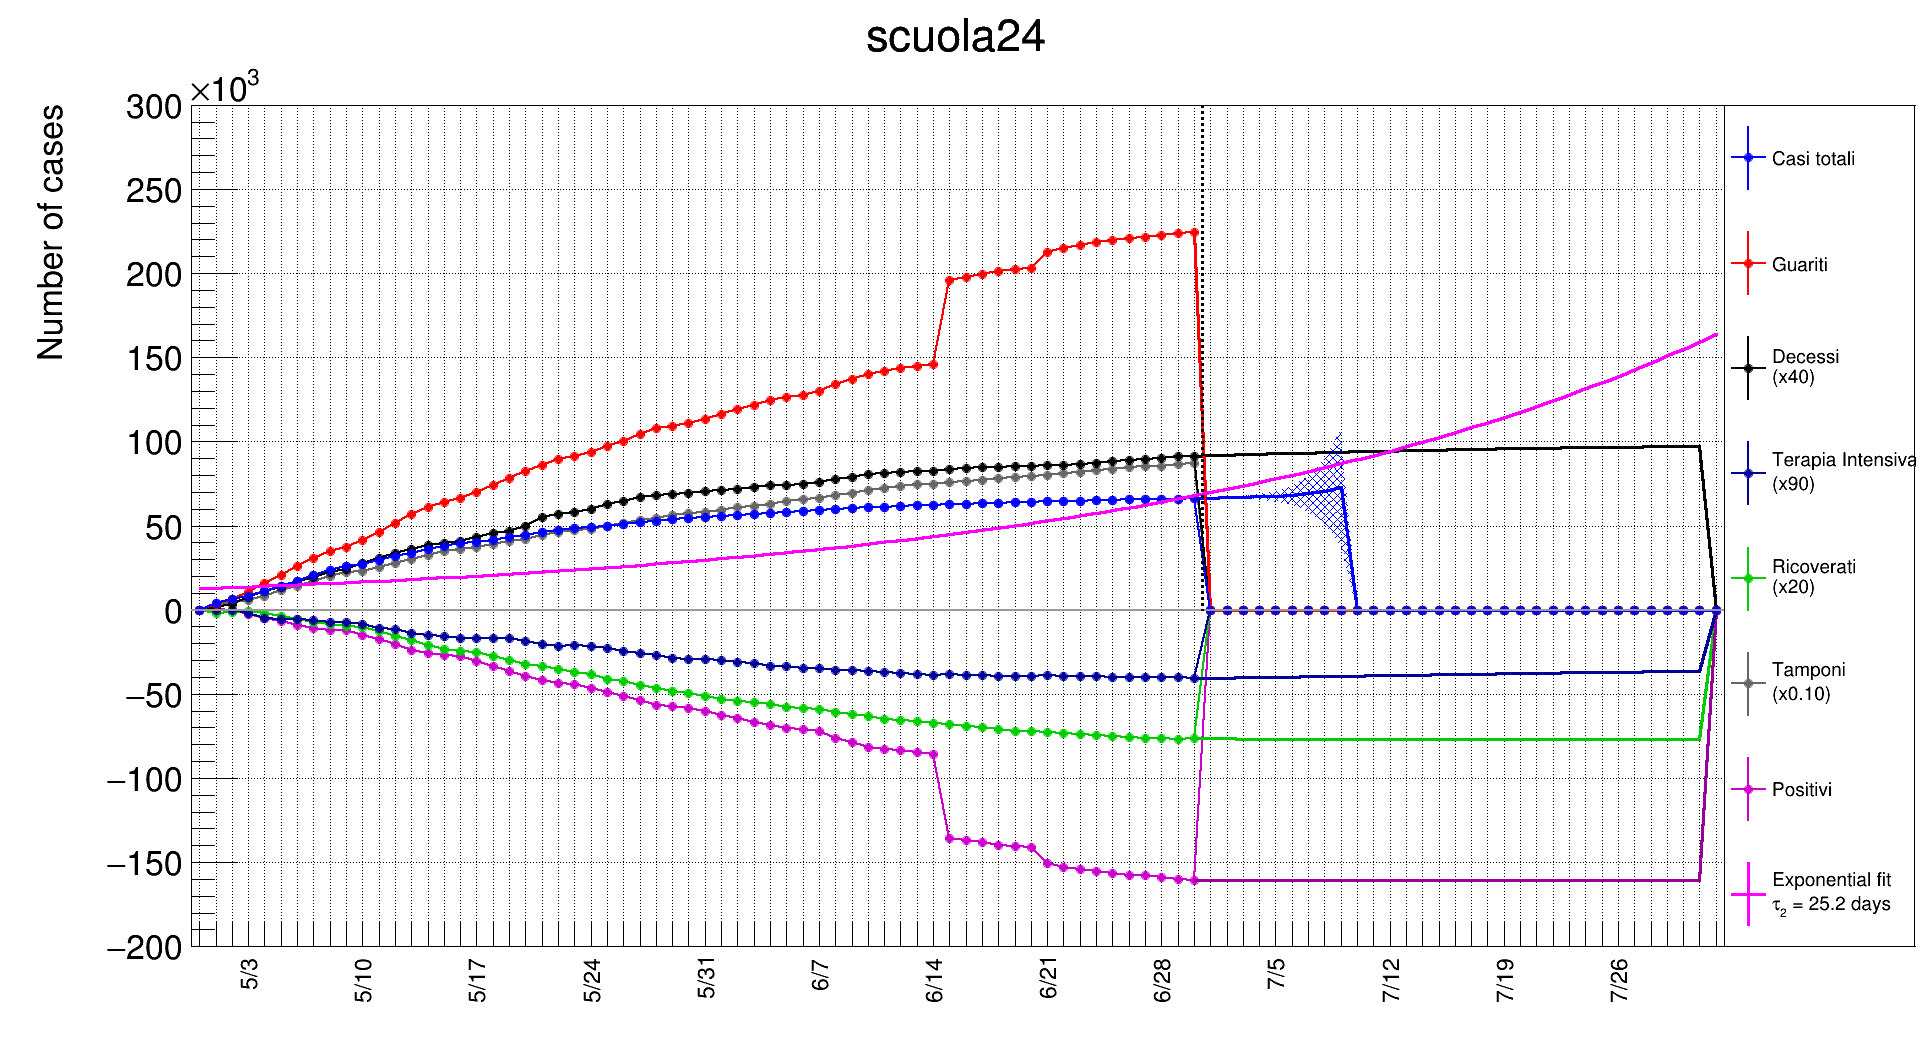 scuola24
×10³
Number of cases
300
250
200
150
100
50
0
−50
−100
−150
−200
5/3
5/10
5/17
5/24
5/31
6/7
6/14
6/21
6/28
7/5
7/12
7/19
7/26
Casi totali
Guariti
Decessi
(x40)
Terapia Intensiva
(x90)
Ricoverati
(x20)
Tamponi
(x0.10)
Positivi
Exponential fit
τ₂ = 25.2 days